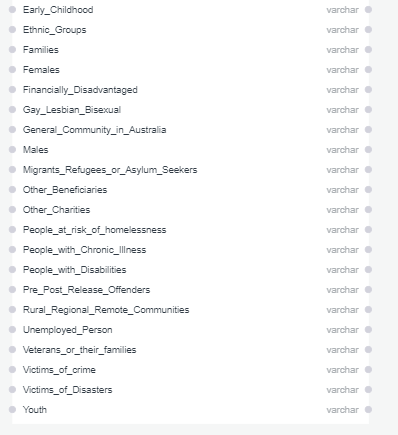 Early_Childhood varchar
Ethnic_Groups varchar
Families varchar
Females varchar
Financially_Disadvantaged varchar
Gay_Lesbian_Bisexual varchar
General_Community_in_Australia varchar
Males varchar
Migrants_Refugees_or_Asylum_Seekers varchar
Other_Beneficiaries varchar
Other_Charities varchar
People_at_risk_of_homelessness varchar
People_with_Chronic_Illness varchar
People_with_Disabilities varchar
Pre_Post_Release_Offenders varchar
Rural_Regional_Remote_Communities varchar
Unemployed_Person varchar
Veterans_or_their_families varchar
Victims_of_crime varchar
Victims_of_Disasters varchar
Youth varchar